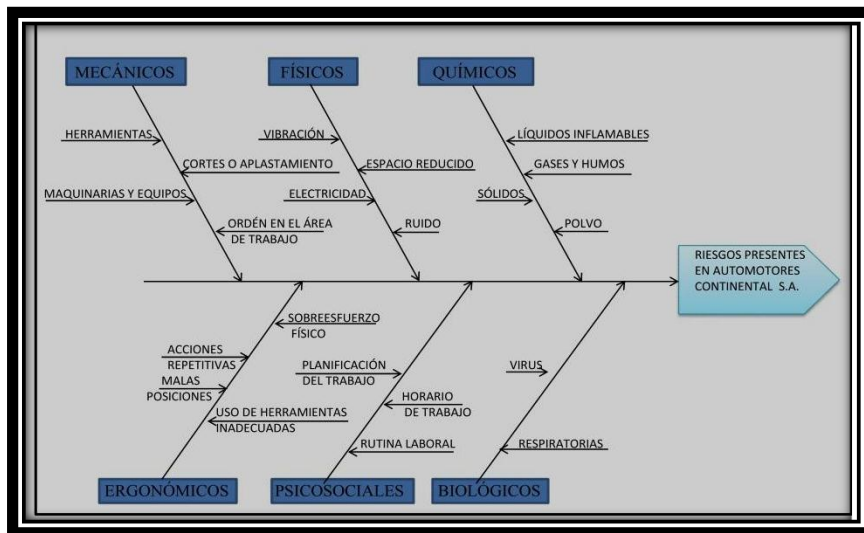 MECÁNICOS
FÍSICOS
QUÍMICOS
HERRAMIENTAS
CORTES O APLASTAMIENTO
MAQUINARIAS Y EQUIPOS
ORDÉN EN EL ÁREA
DE TRABAJO
VIBRACIÓN
ESPACIO REDUCIDO
ELECTRICIDAD
RUIDO
LÍQUIDOS INFLAMABLES
GASES Y HUMOS
SÓLIDOS
POLVO
RIESGOS PRESENTES
EN AUTOMOTORES
CONTINENTAL S.A.
SOBREESFUERZO
FÍSICO
ACCIONES
REPETITIVAS
MALAS
POSICIONES
USO DE HERRAMIENTAS
INADECUADAS
PLANIFICACIÓN
DEL TRABAJO
HORARIO
DE TRABAJO
RUTINA LABORAL
VIRUS
RESPIRATORIAS
ERGONÓMICOS
PSICOSOCIALES
BIOLÓGICOS